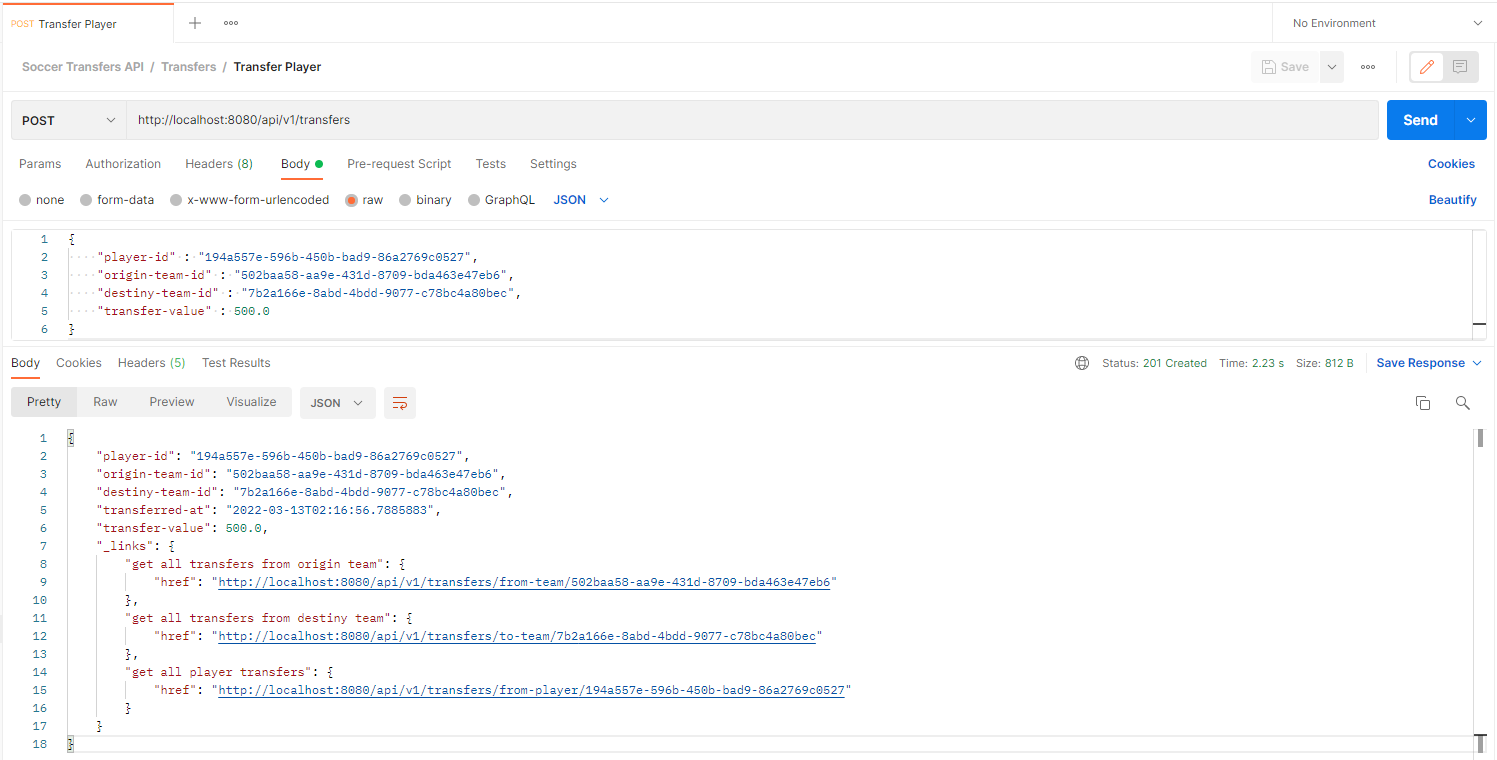 POST Transfer Player
No Environment
Soccer Transfers API / Transfers / Transfer Player
Save
POST http://localhost:8080/api/v1/transfers Send
Params Authorization Headers (8) Body Pre-request Script Tests Settings Cookies
none form-data x-www-form-urlencoded raw binary GraphQL JSON Beautify
1 {
2 "player-id" : "194a557e-596b-450b-bad9-86a2769c0527",
3 "origin-team-id" : "502baa58-aa9e-431d-8709-bda463e47eb6",
4 "destiny-team-id" : "7b2a166e-8abd-4bdd-9077-c78bc4a80bec",
5 "transfer-value" : 500.0
6 }
Body Cookies Headers (5) Test Results Status: 201 Created Time: 2.23 s Size: 812 B Save Response
Pretty Raw Preview Visualize JSON
1 {
2 "player-id": "194a557e-596b-450b-bad9-86a2769c0527",
3 "origin-team-id": "502baa58-aa9e-431d-8709-bda463e47eb6",
4 "destiny-team-id": "7b2a166e-8abd-4bdd-9077-c78bc4a80bec",
5 "transferred-at": "2022-03-13T02:16:56.7885883",
6 "transfer-value": 500.0,
7 "_links": {
8 "get all transfers from origin team": {
9 "href": "http://localhost:8080/api/v1/transfers/from-team/502baa58-aa9e-431d-8709-bda463e47eb6"
10 },
11 "get all transfers from destiny team": {
12 "href": "http://localhost:8080/api/v1/transfers/to-team/7b2a166e-8abd-4bdd-9077-c78bc4a80bec"
13 },
14 "get all player transfers": {
15 "href": "http://localhost:8080/api/v1/transfers/from-player/194a557e-596b-450b-bad9-86a2769c0527"
16 }
17 }
18 }